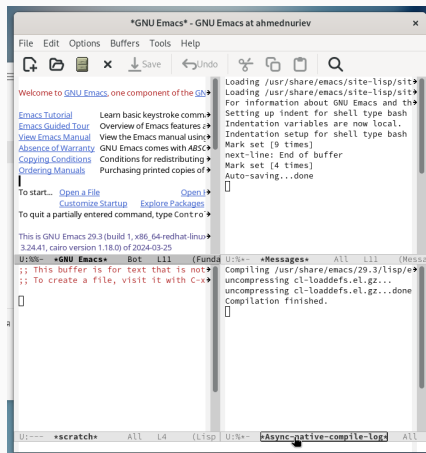 *GNU Emacs* - GNU Emacs at ahmednuriev
File Edit Options Buffers Tools Help
Save Undo
Welcome to GNU Emacs, one component of the GN
Emacs Tutorial Learn basic keystroke comm
Emacs Guided Tour Overview of Emacs features a
View Emacs Manual View the Emacs manual using
Absence of Warranty GNU Emacs comes with ABSO
Copying Conditions Conditions for redistributing
Ordering Manuals Purchasing printed copies of
To start... Open a File Open
Customize Startup Explore Packages
To quit a partially entered command, type Contro
This is GNU Emacs 29.3 (build 1, x86_64-redhat-linux
3.24.41, cairo version 1.18.0) of 2024-03-25
U:%%- *GNU Emacs* Bot L11 (Funda
Loading /usr/share/emacs/site-lisp/sit
Loading /usr/share/emacs/site-lisp/sit
For information about GNU Emacs and th
Setting up indent for shell type bash
Indentation variables are now local.
Indentation setup for shell type bash
Mark set [9 times]
next-line: End of buffer
Mark set [4 times]
Auto-saving...done
U:%*- *Messages* All L11 (Messa
;; This buffer is for text that is not
;; To create a file, visit it with C-x
U:--- *scratch* All L4 (Lisp
Compiling /usr/share/emacs/29.3/lisp/e
uncompressing cl-loaddefs.el.gz...
uncompressing cl-loaddefs.el.gz...done
Compilation finished.
U:%*- *Async-native-compile-log* All